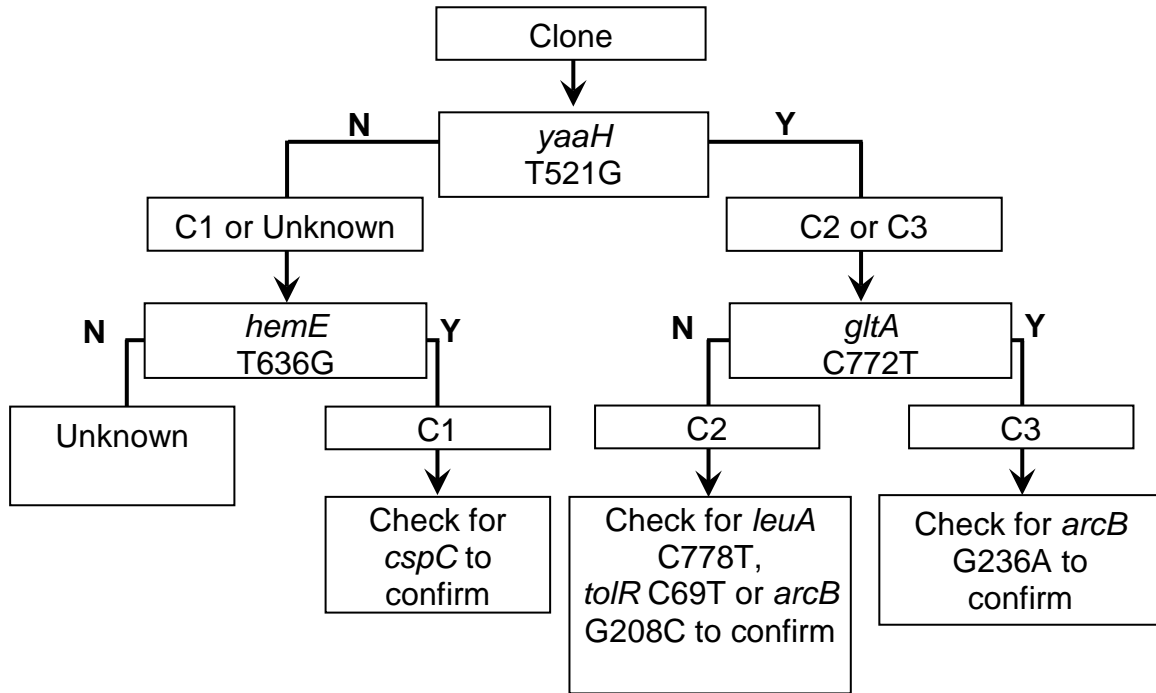 Clone
N
yaaH
T521G
Y
C1 or Unknown
C2 or C3
N
hemE
T636G
Y
N
gltA
C772T
Y
Unknown
C1
C2
C3
Check for
cspC to
confirm
Check for leuA
C778T,
tolR C69T or arcB
G208C to confirm
Check for arcB
G236A to
confirm